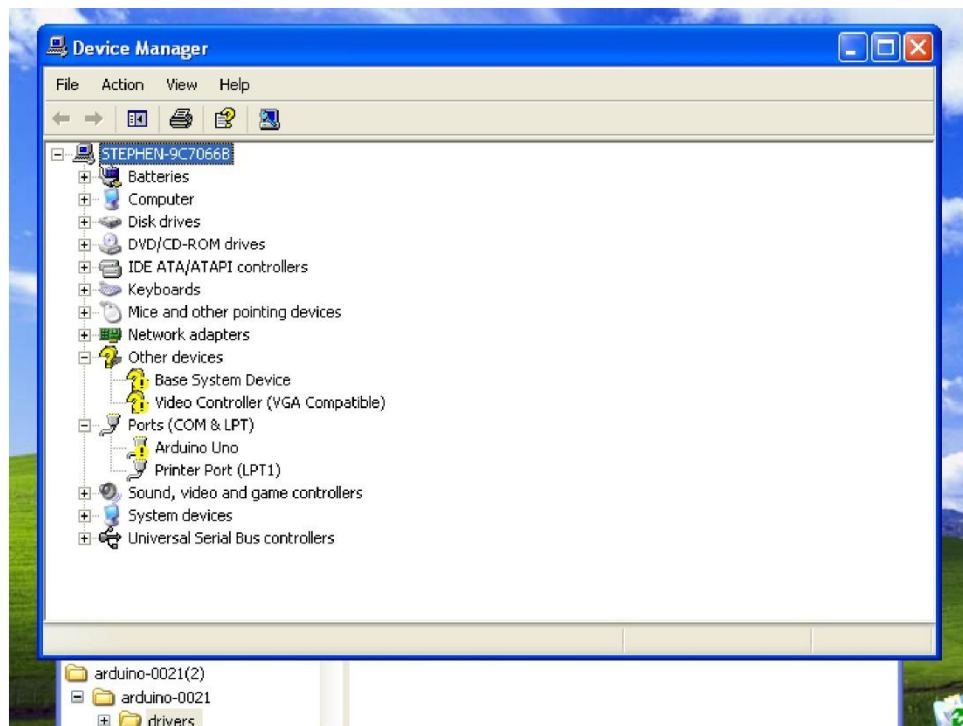 Device Manager
File Action View Help
STEPHEN-9C7066B
Batteries
Computer
Disk drives
DVD/CD-ROM drives
IDE ATA/ATAPI controllers
Keyboards
Mice and other pointing devices
Network adapters
Other devices
Base System Device
Video Controller (VGA Compatible)
Ports (COM & LPT)
Arduino Uno
Printer Port (LPT1)
Sound, video and game controllers
System devices
Universal Serial Bus controllers
arduino-0021(2)
arduino-0021
drivers